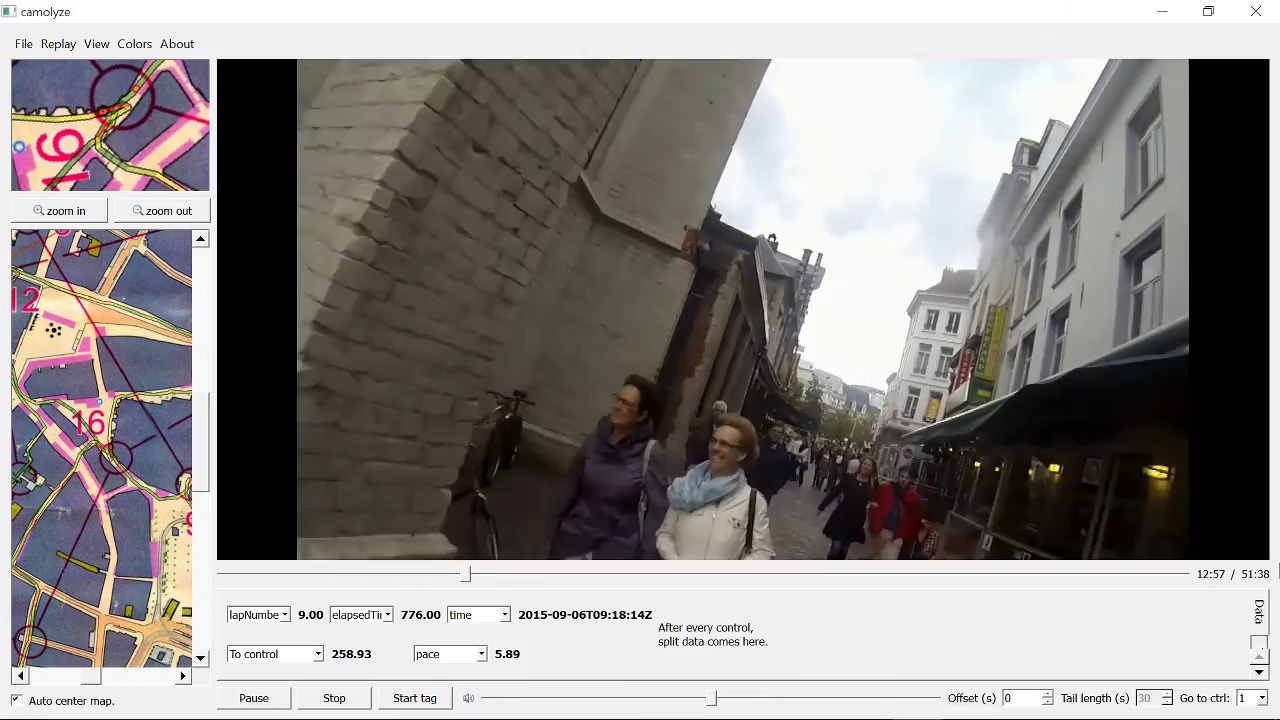 camolyze
File Replay View Colors About
16
zoom in zoom out
12
16
12:57 / 51:38
lapNumbe 9.00 elapsedTi 776.00 time 2015-09-06T09:18:14Z
After every control,
split data comes here.
To control 258.93 pace 5.89
Data
Auto center map.
Pause Stop Start tag Offset (s) 0 Tail length (s) 30 Go to ctrl: 1